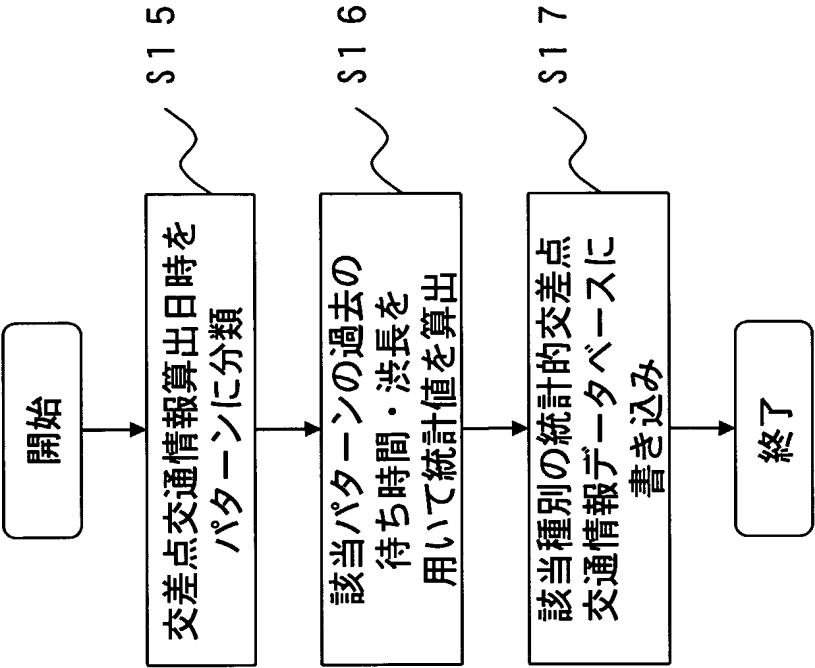 開始
交差点交通情報算出日時を
パターンに分類
S15
該当パターンの過去の
待ち時間・渋長を
用いて統計値を算出
S16
該当種別の統計的交差点
交通情報データベースに
書き込み
S17
終了